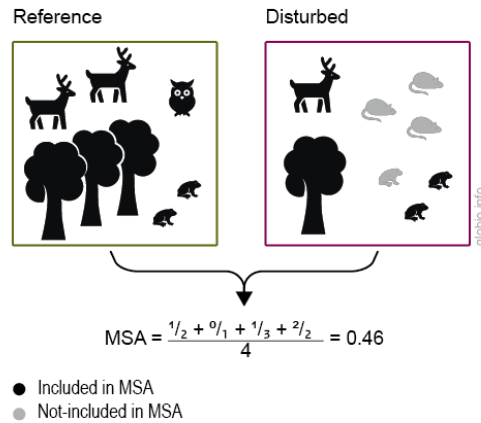 Reference
Disturbed
globio.info
MSA = ¹/₂ + ⁰/₁ + ¹/₃ + ²/₂ = 0.46
4
Included in MSA
Not-included in MSA